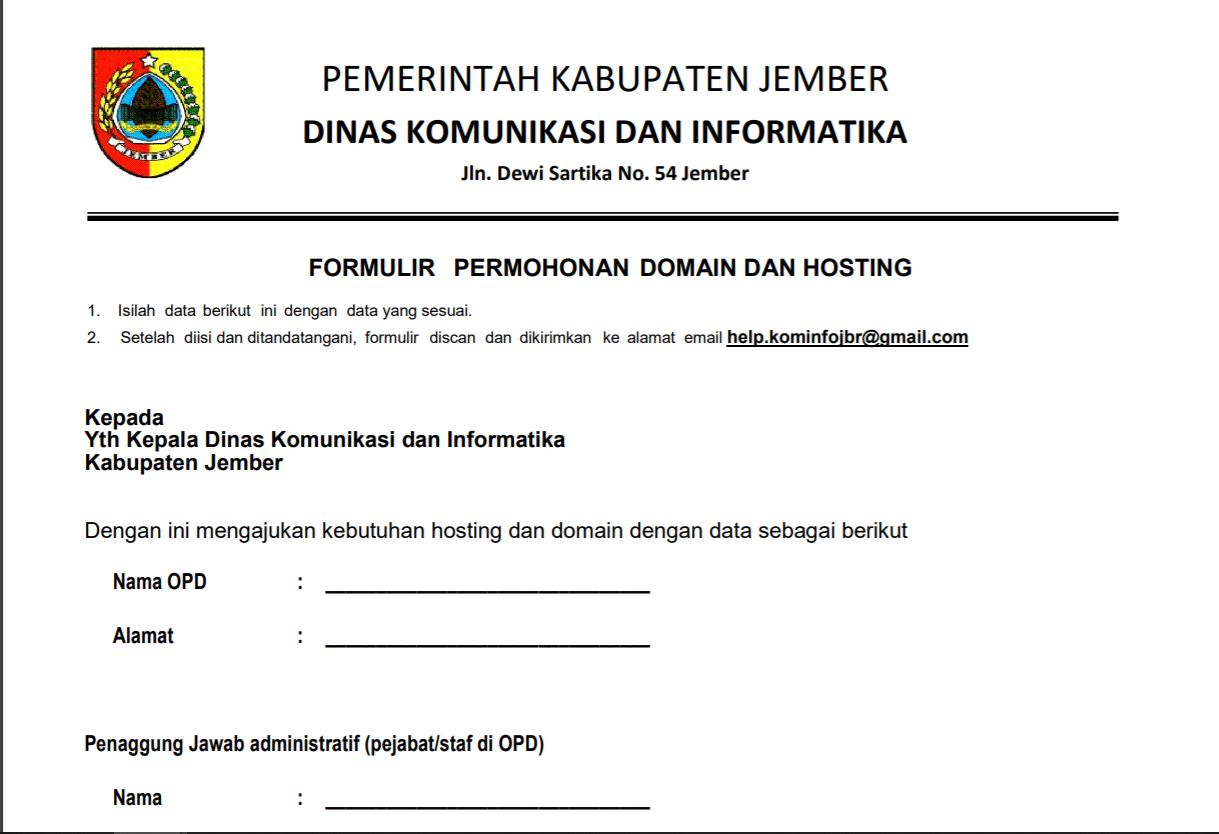 JEMBER
PEMERINTAH KABUPATEN JEMBER
DINAS KOMUNIKASI DAN INFORMATIKA
Jln. Dewi Sartika No. 54 Jember
FORMULIR PERMOHONAN DOMAIN DAN HOSTING
1. Isilah data berikut ini dengan data yang sesuai.
2. Setelah diisi dan ditandatangani, formulir discan dan dikirimkan ke alamat email help.kominfojbr@gmail.com
Kepada
Yth Kepala Dinas Komunikasi dan Informatika
Kabupaten Jember
Dengan ini mengajukan kebutuhan hosting dan domain dengan data sebagai berikut
Nama OPD : ____________________________
Alamat : ____________________________
Penaggung Jawab administratif (pejabat/staf di OPD)
Nama : ____________________________